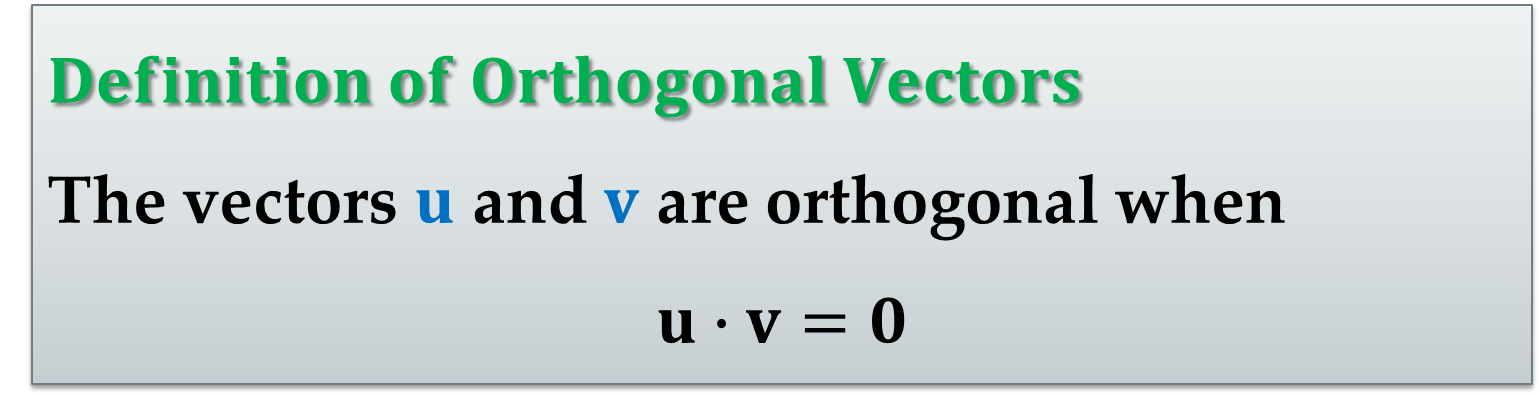 Definition of Orthogonal Vectors
The vectors u and v are orthogonal when
u · v = 0